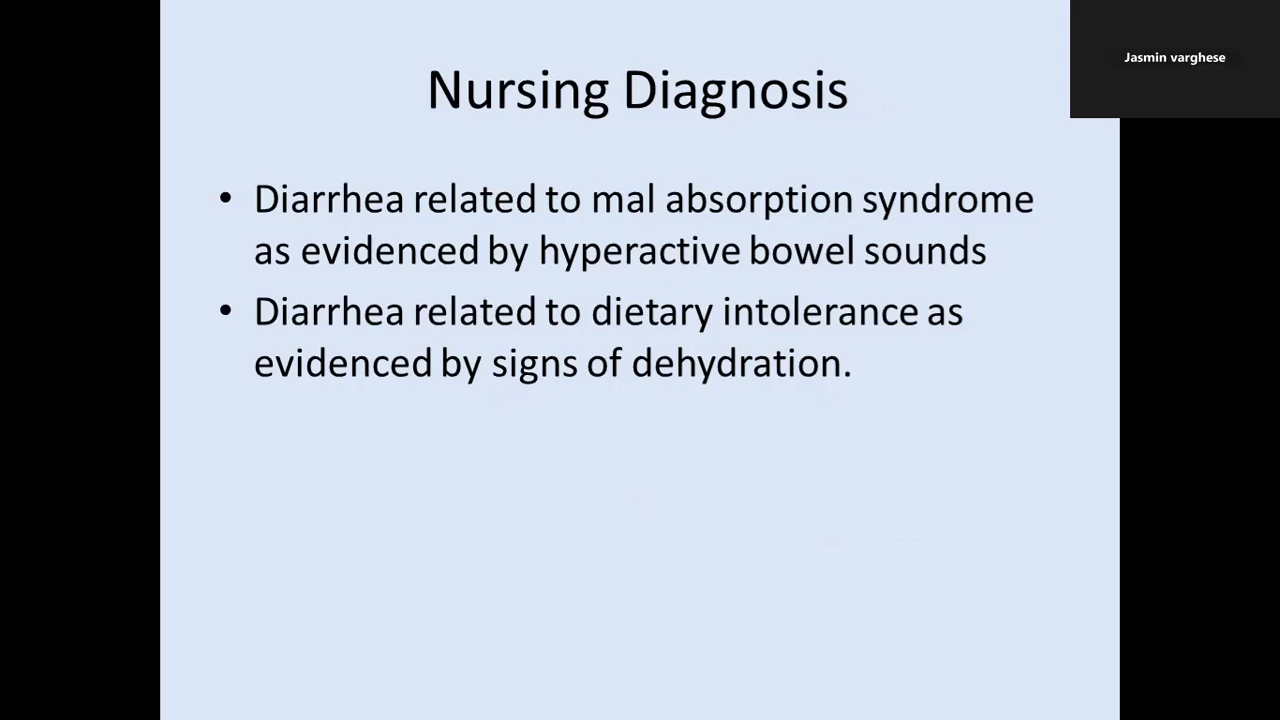 Jasmin varghese
Nursing Diagnosis
• Diarrhea related to mal absorption syndrome
as evidenced by hyperactive bowel sounds
• Diarrhea related to dietary intolerance as
evidenced by signs of dehydration.